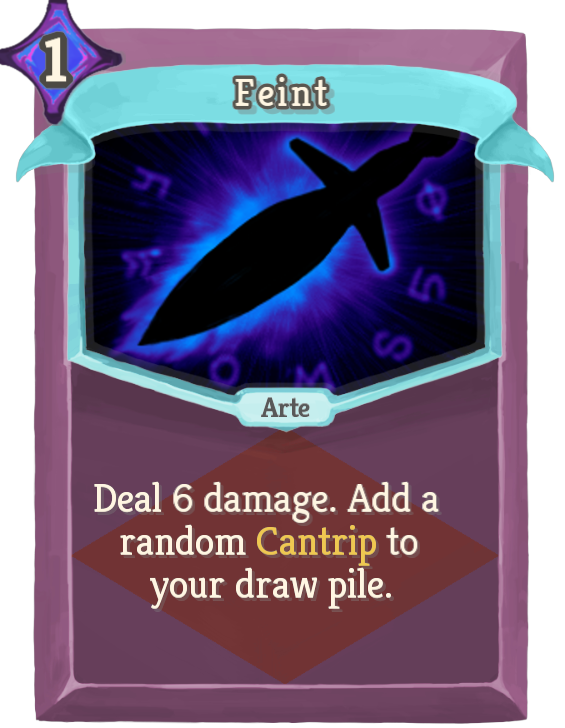 1
Feint
Arte
Deal 6 damage. Add a
random Cantrip to
your draw pile.